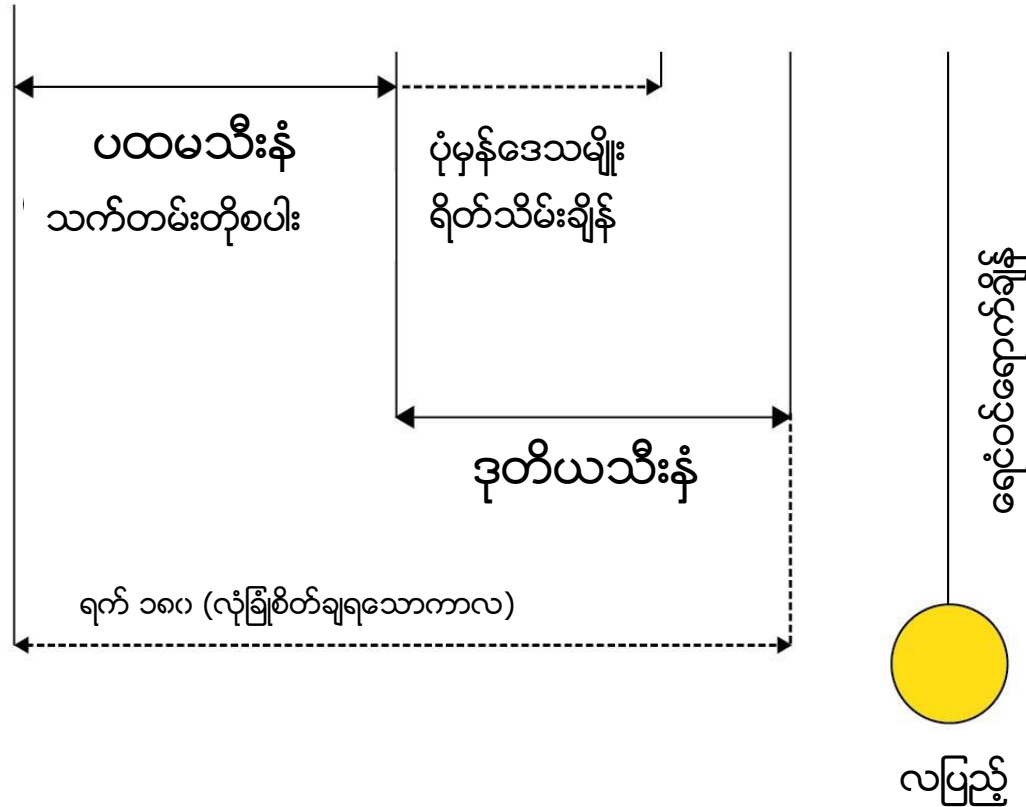 ပထမသီးနှံ
သက်တမ်းတိုစပါး
ပုံမှန်ဒေသမျိုး
ရိတ်သိမ်းချိန်
ဒုတိယသီးနှံ
ရက် ၁၈၀ (လုံခြုံစိတ်ချရသောကာလ)
ရေဝင်ရောက်ပြီးချိန်
လပြည့်